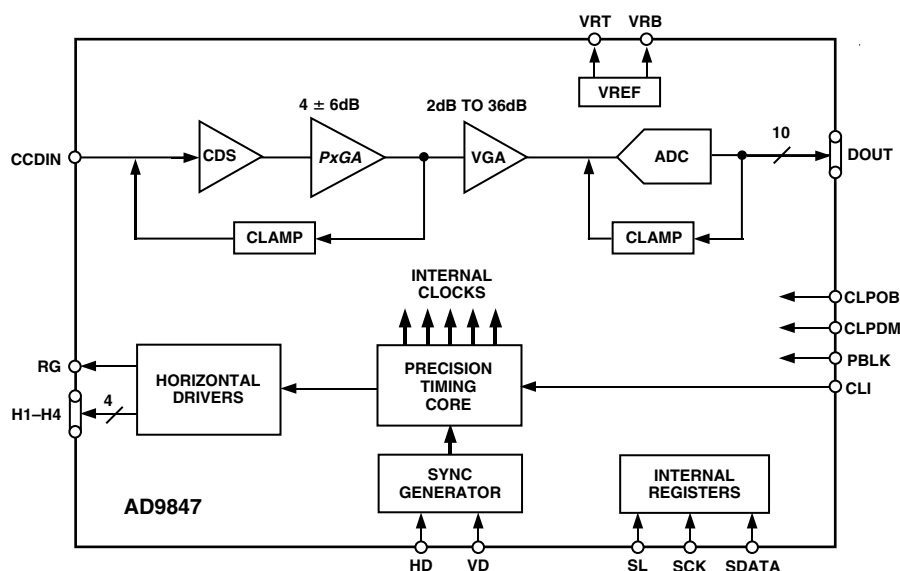 VRT VRB
VREF
4 ± 6dB
2dB TO 36dB
10
CCDIN
CDS
PxGA
VGA
ADC
DOUT
CLAMP
CLAMP
INTERNAL
CLOCKS
CLPOB
CLPDM
PBLK
CLI
RG
H1–H4
4
HORIZONTAL
DRIVERS
PRECISION
TIMING
CORE
SYNC
GENERATOR
INTERNAL
REGISTERS
AD9847
HD VD
SL SCK SDATA